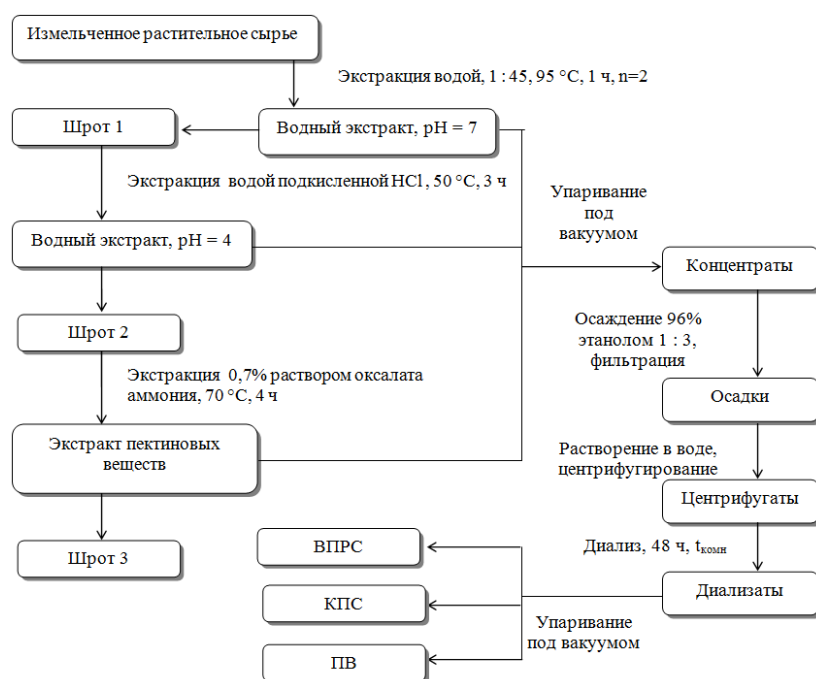 Измельченное растительное сырье
Экстракция водой, 1 : 45, 95 °C, 1 ч, n=2
Шрот 1
Водный экстракт, pH = 7
Экстракция водой подкисленной HCl, 50 °C, 3 ч
Упаривание
под
вакуумом
Водный экстракт, pH = 4
Концентраты
Шрот 2
Осаждение 96%
этанолом 1 : 3,
фильтрация
Экстракция 0,7% раствором оксалата
аммония, 70 °C, 4 ч
Осадки
Экстракт пектиновых
веществ
Растворение в воде,
центрифугирование
Центрифугаты
Шрот 3
ВПРС
Диализ, 48 ч, tкомн
Диализаты
КПС
Упаривание
под вакуумом
ПВ